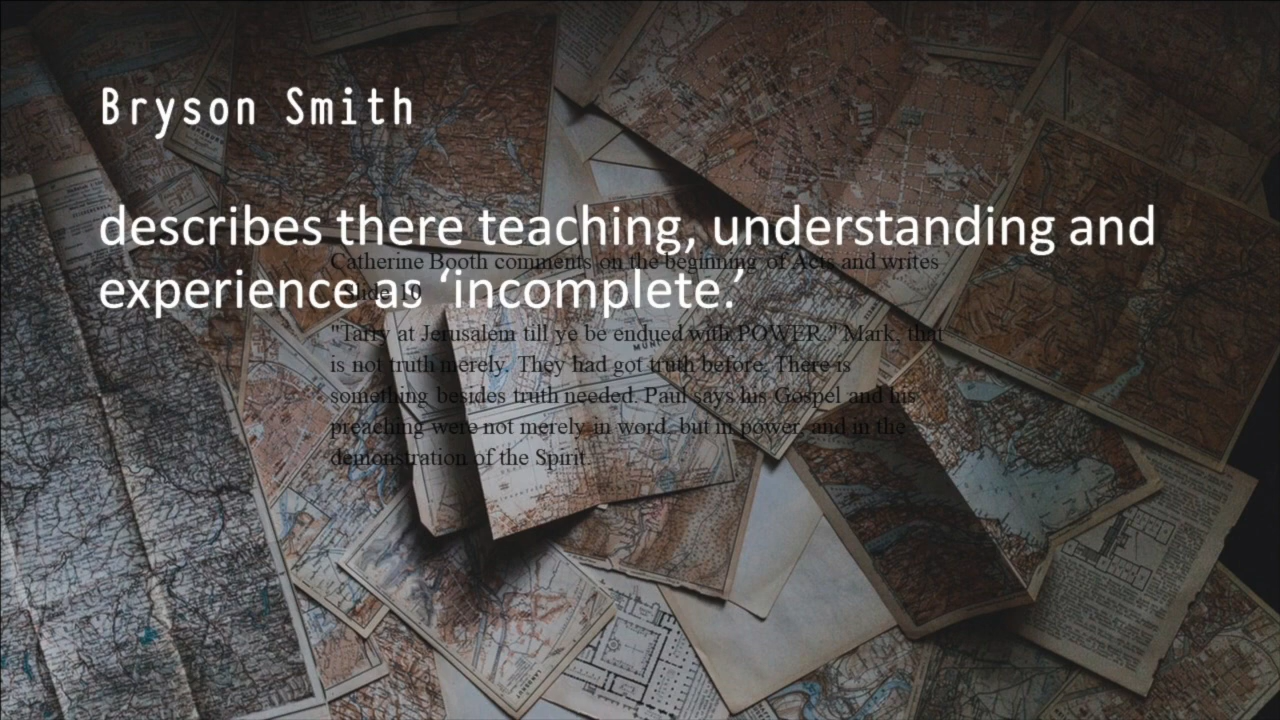 Bryson Smith
describes there teaching, understanding and
experience as ‘incomplete.’
Catherine Booth comments on the beginning of Acts and writes
"Tarry at Jerusalem till ye be endued with POWER." Mark, that
is not truth merely. They had got truth before. There is
something besides truth needed. Paul says his Gospel and his
preaching were not merely in word, but in power, and in the
demonstration of the Spirit.